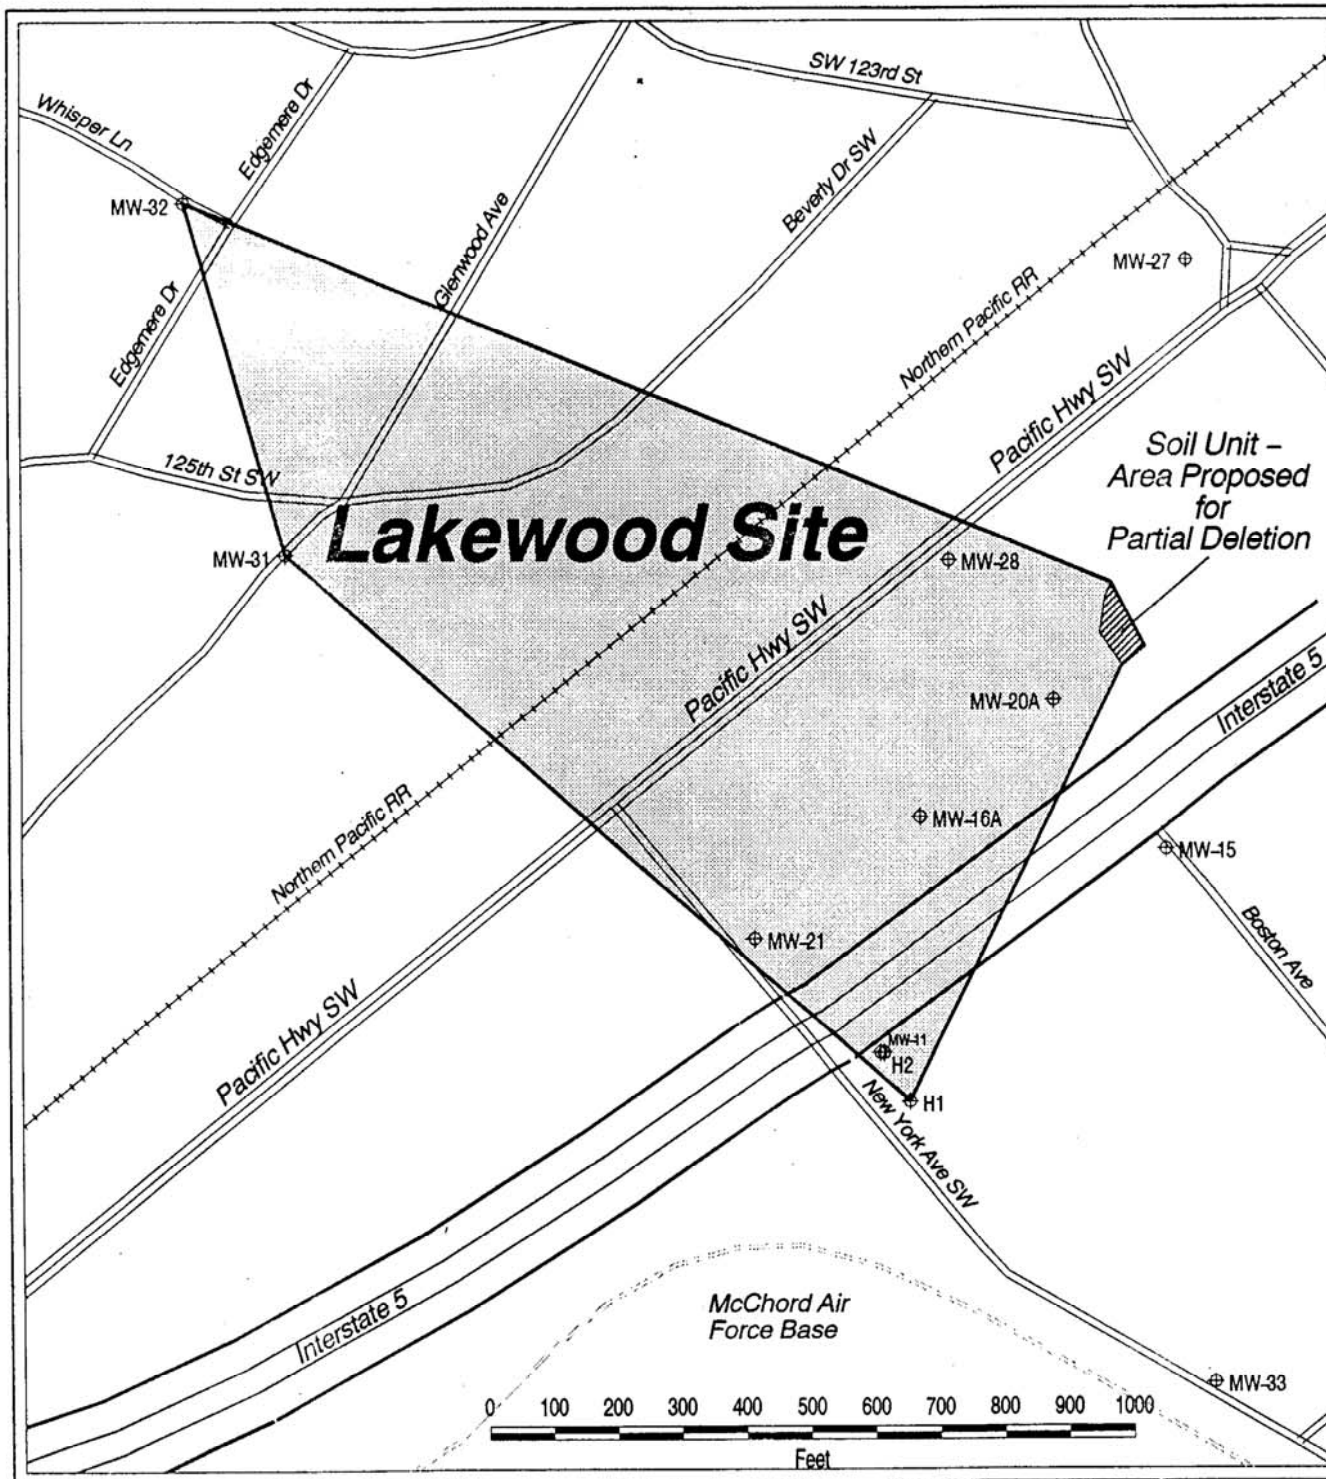 SW 123rd St
Whisper Ln
Edgemere Dr
Beverly Dr SW
MW-32
Glenwood Ave
MW-27
Edgemere Dr
Northern Pacific RR
Pacific Hwy SW
Soil Unit –
Area Proposed
for
Partial Deletion
125th St SW
Lakewood Site
MW-31
MW-28
Pacific Hwy SW
MW-20A
Interstate 5
MW-16A
Northern Pacific RR
MW-15
MW-21
Boston Ave
Pacific Hwy SW
MW-11
H2
H1
New York Ave SW
McChord Air
Force Base
Interstate 5
MW-33
0 100 200 300 400 500 600 700 800 900 1000
Feet